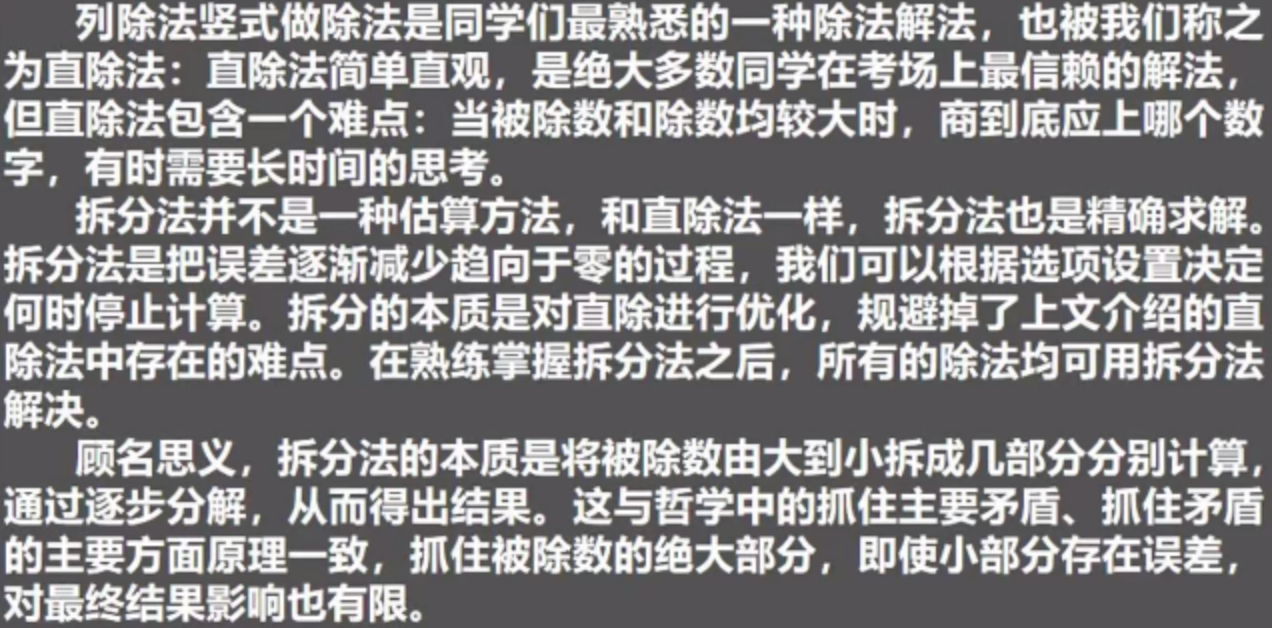 列除法竖式做除法是同学们最熟悉的一种除法解法，也被我们称之
为直除法：直除法简单直观，是绝大多数同学在考场上最信赖的解法，
但直除法包含一个难点：当被除数和除数均较大时，商到底应上哪个数
字，有时需要长时间的思考。
拆分法并不是一种估算方法，和直除法一样，拆分法也是精确求解。
拆分法是把误差逐渐减少趋向于零的过程，我们可以根据选项设置决定
何时停止计算。拆分的本质是对直除进行优化，规避掉了上文介绍的直
除法中存在的难点。在熟练掌握拆分法之后，所有的除法均可用拆分法
解决。
顾名思义，拆分法的本质是将被除数由大到小拆成几部分分别计算，
通过逐步分解，从而得出结果。这与哲学中的抓住主要矛盾、抓住矛盾
的主要方面原理一致，抓住被除数的绝大部分，即使小部分存在误差，
对最终结果影响也有限。